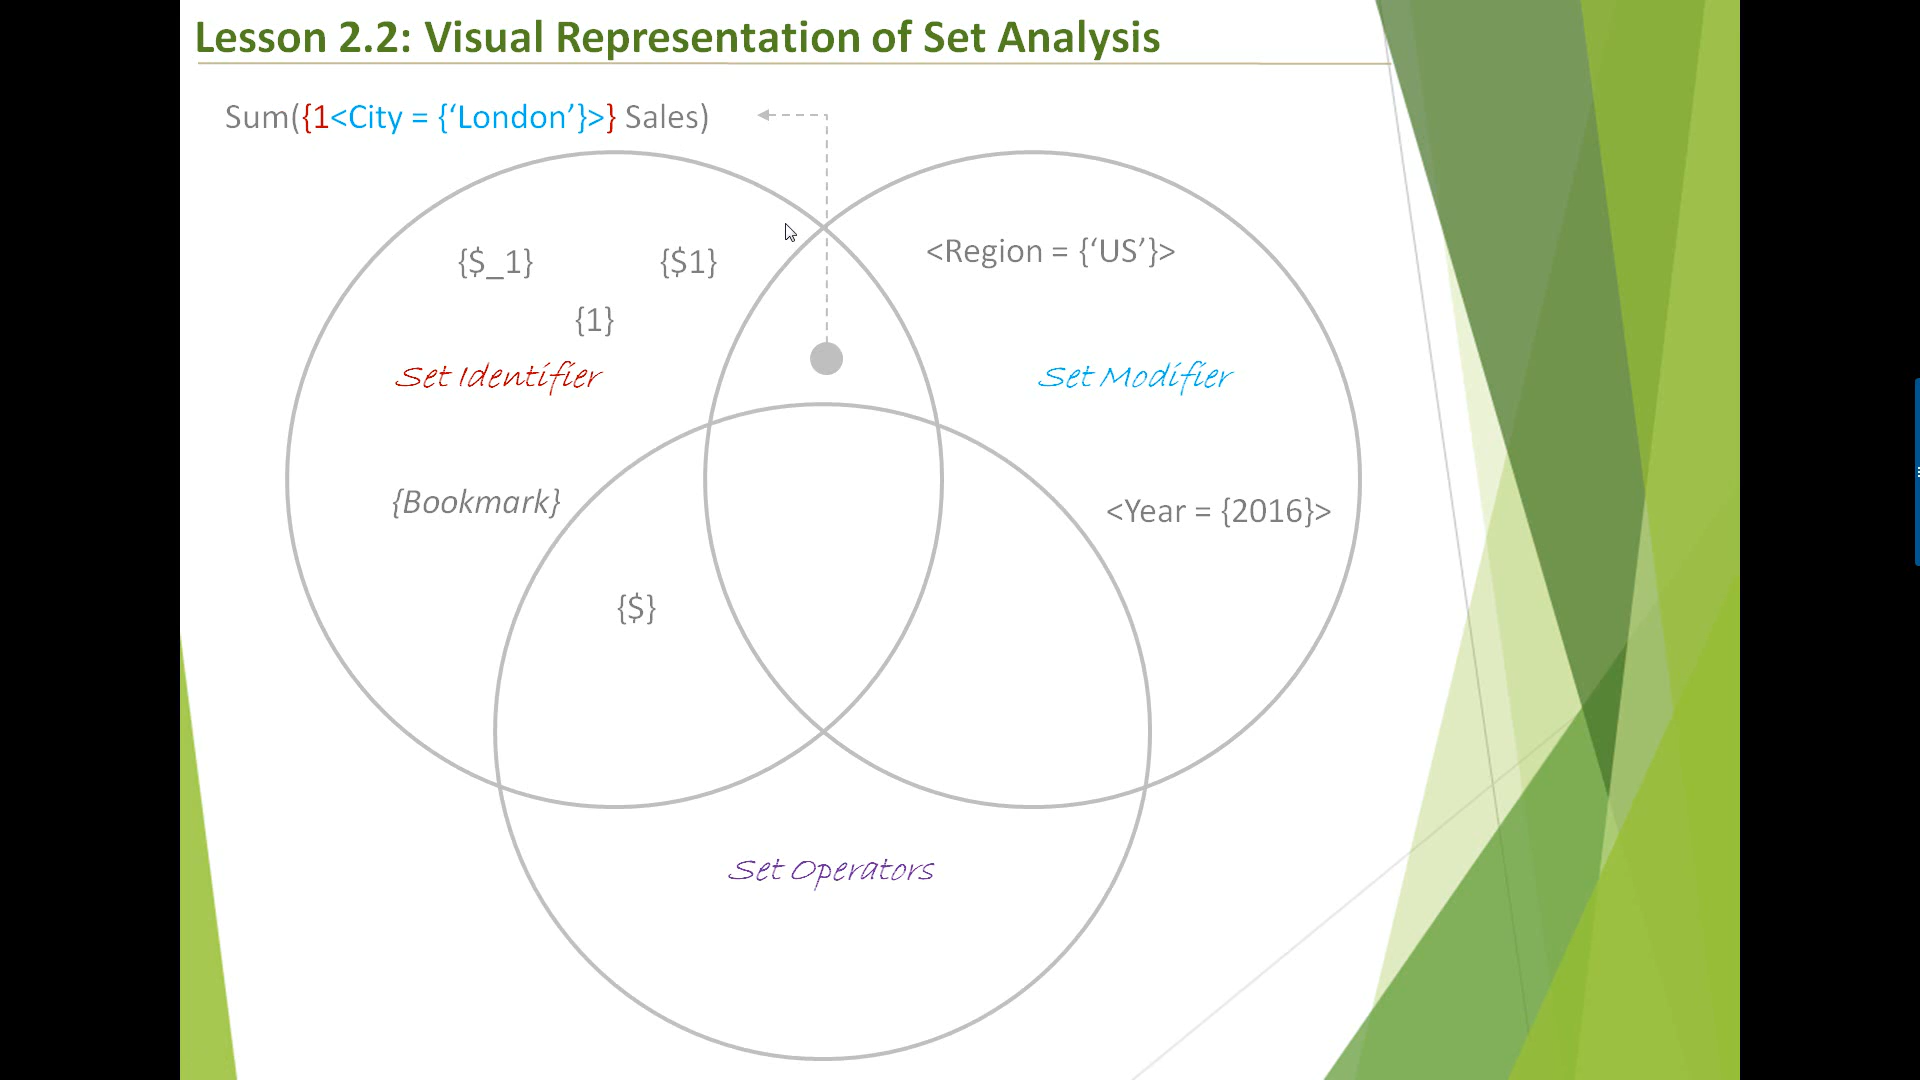 Lesson 2.2: Visual Representation of Set Analysis
Sum({1<City = {‘London’}>} Sales)
{$_1}
{$1}
<Region = {‘US’}>
{1}
Set Identifier
Set Modifier
{Bookmark}
<Year = {2016}>
{$}
Set Operators